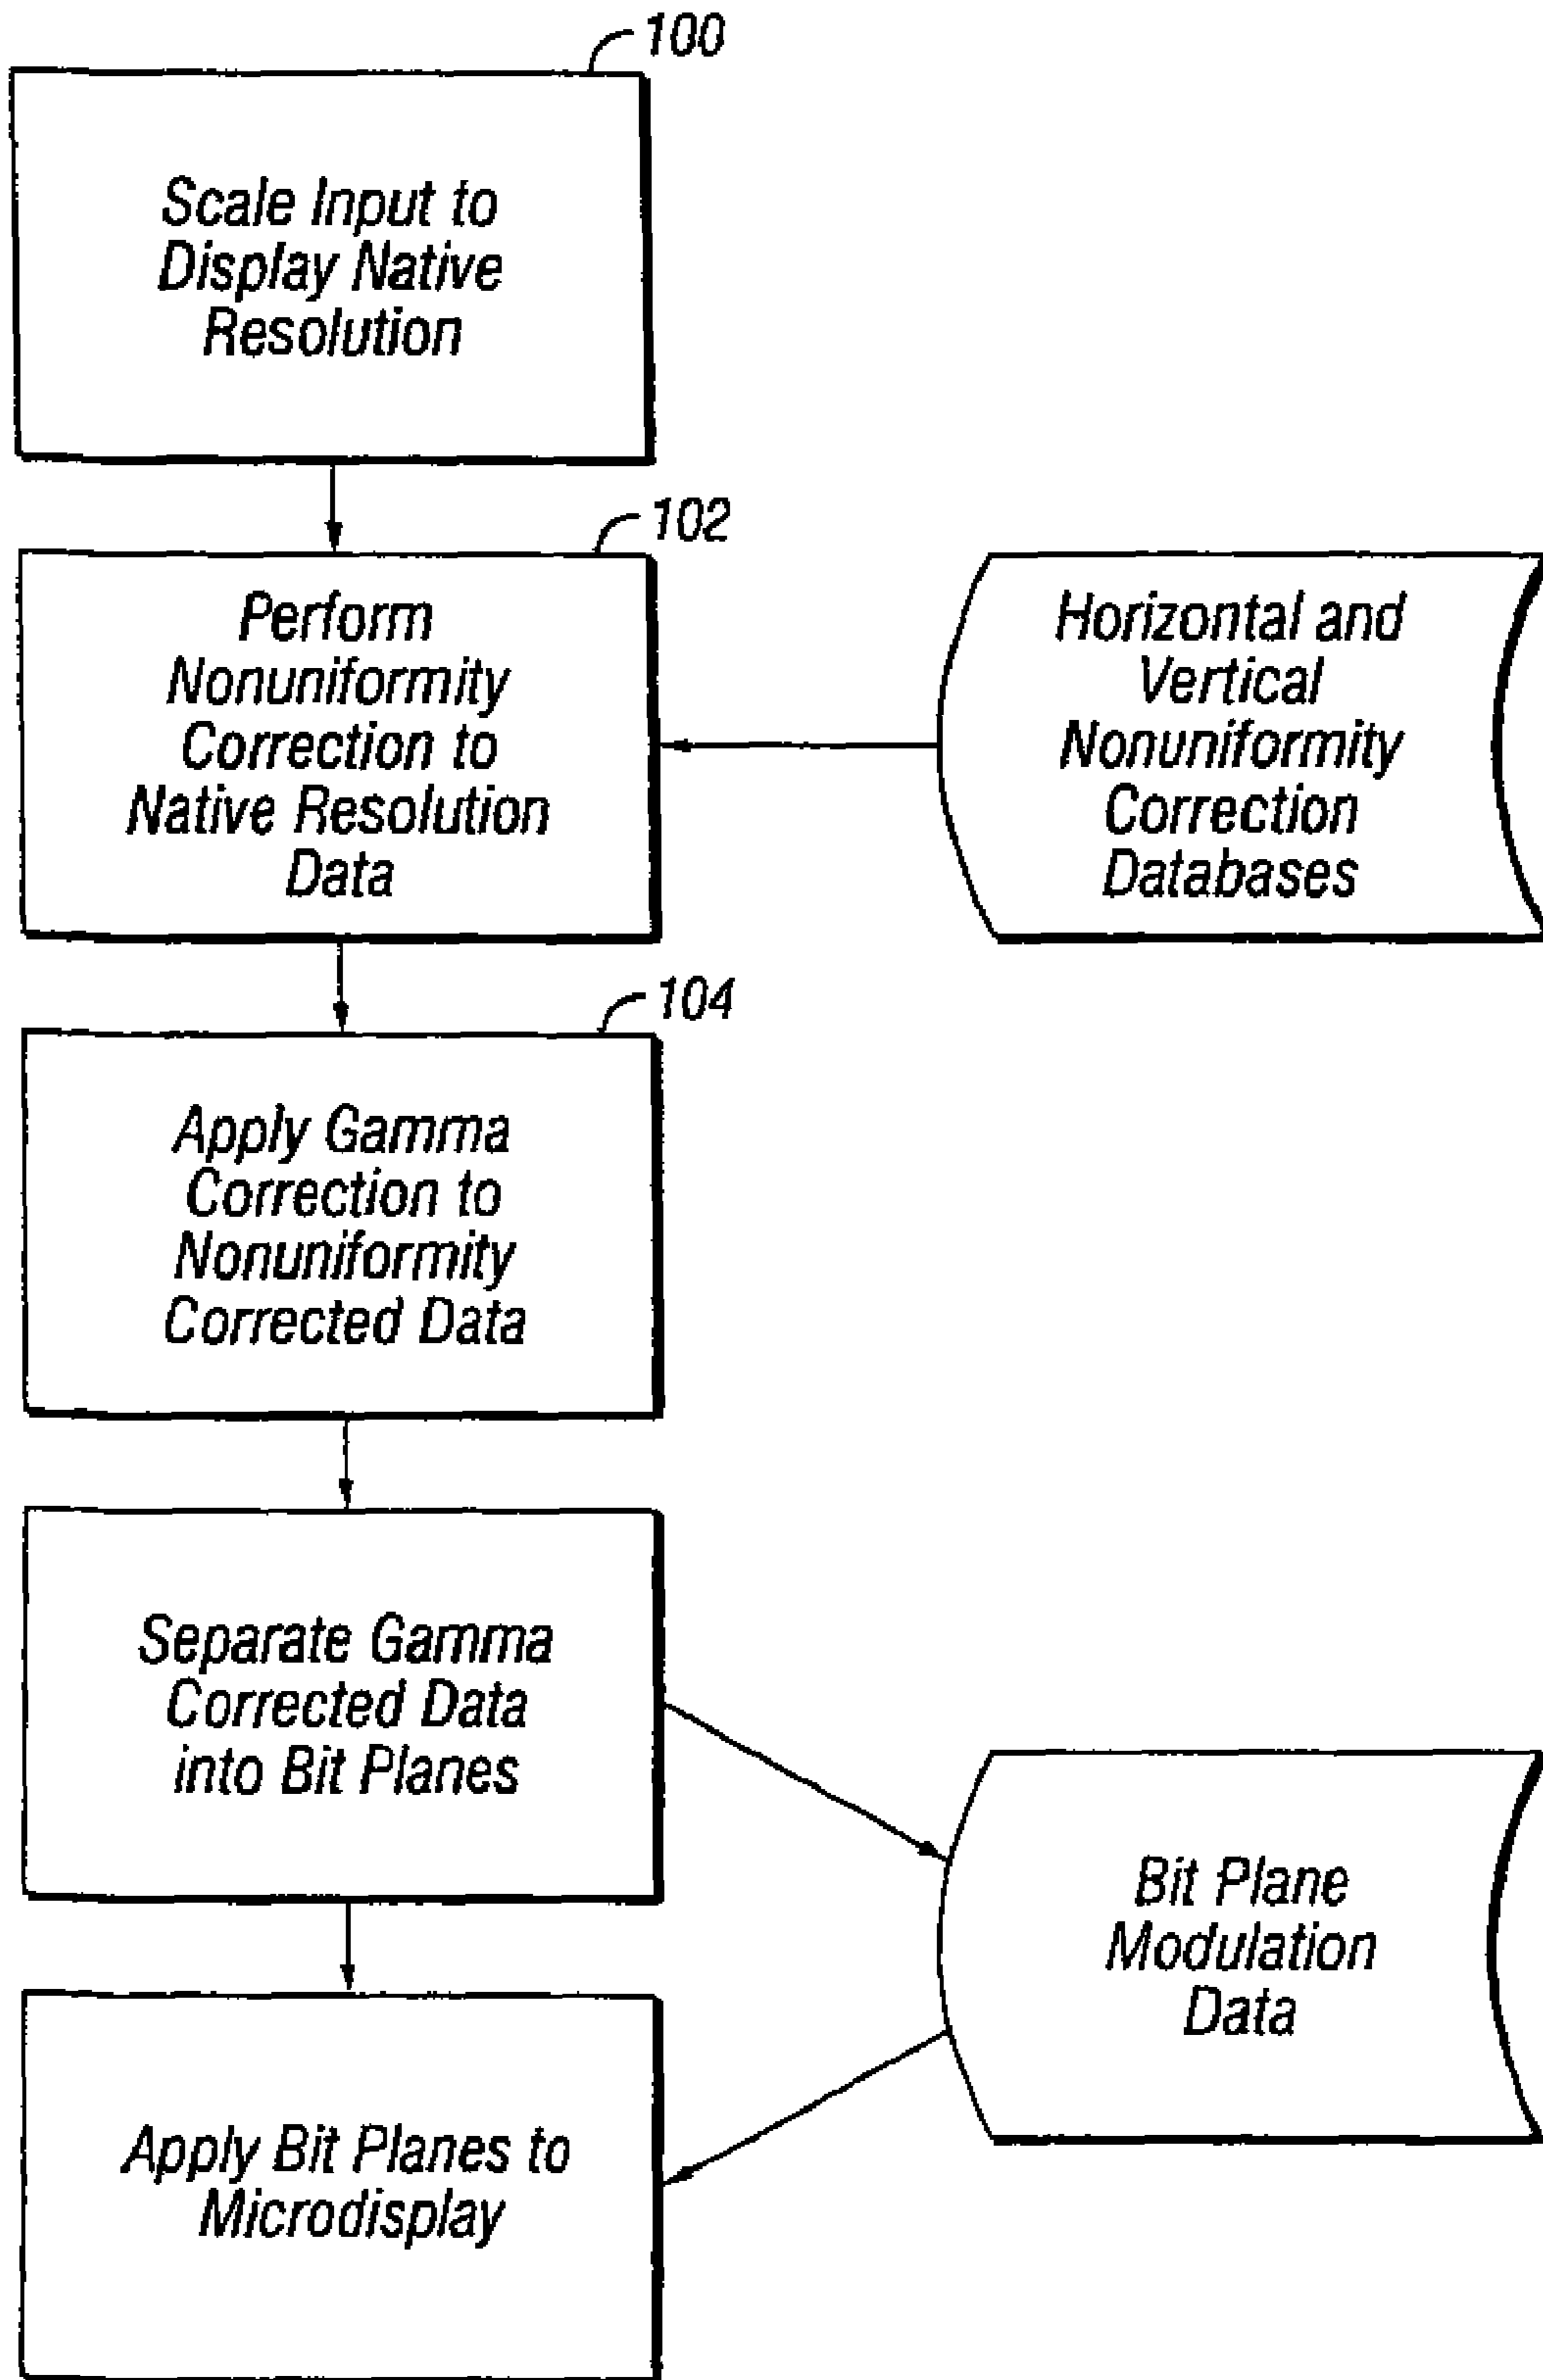 100
Scale Input to
Display Native
Resolution
102
Perform
Nonuniformity
Correction to
Native Resolution
Data
Horizontal and
Vertical
Nonuniformity
Correction
Databases
104
Apply Gamma
Correction to
Nonuniformity
Corrected Data
Separate Gamma
Corrected Data
into Bit Planes
Bit Plane
Modulation
Data
Apply Bit Planes to
Microdisplay